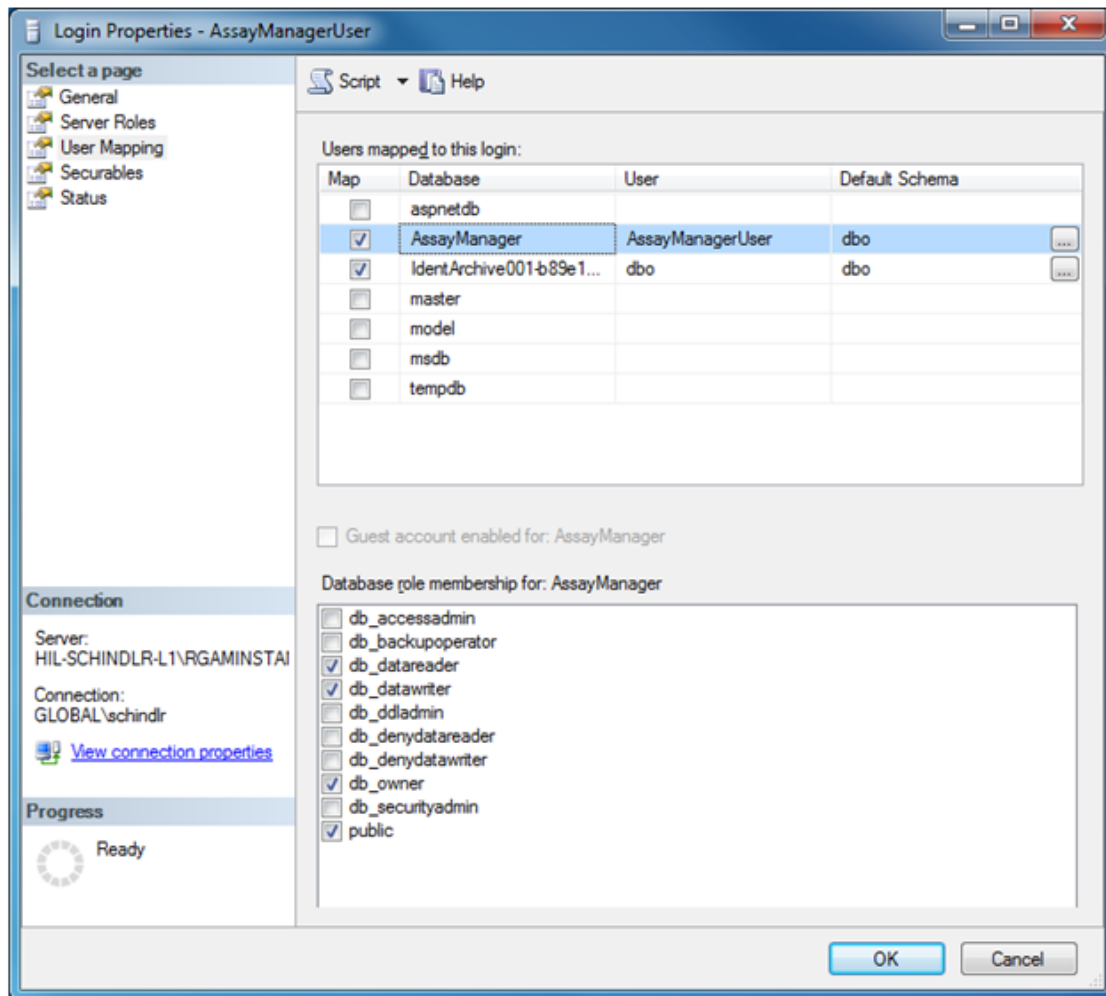 Login Properties - AssayManagerUser
Select a page
General
Server Roles
User Mapping
Securables
Status
Script Help
Users mapped to this login:
Map Database User Default Schema
aspnetdb
AssayManager AssayManagerUser dbo ...
IdentArchive001-b89e1... dbo dbo ...
master
model
msdb
tempdb
Guest account enabled for: AssayManager
Database role membership for: AssayManager
db_accessadmin
db_backupoperator
db_datareader
db_datawriter
db_ddladmin
db_denydatareader
db_denydatawriter
db_owner
db_securityadmin
public
Connection
Server:
HIL-SCHINDLR-L1\RGAMINSTAI
Connection:
GLOBAL\schindlr
View connection properties
Progress
Ready
OK Cancel